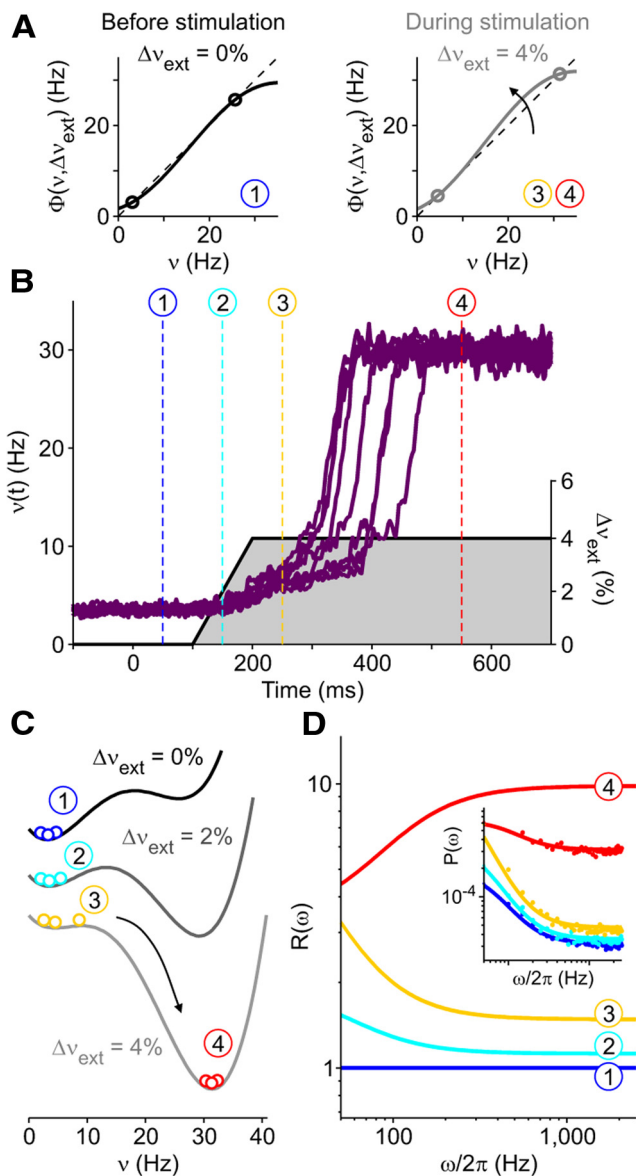 A
Before stimulation
Δν_ext = 0%
Φ(ν,Δν_ext) (Hz)
20
0
0
20
ν (Hz)
1
During stimulation
Δν_ext = 4%
Φ(ν,Δν_ext) (Hz)
20
0
0
20
ν (Hz)
3 4
B
1 2 3 4
ν(t) (Hz)
30
20
10
0
6
4
2
0
Δν_ext (%)
0 200 400 600
Time (ms)
C
Δν_ext = 0%
1
Δν_ext = 2%
2
3
Δν_ext = 4%
4
0 10 20 30 40
ν (Hz)
D
R(ω)
10
1
4
3
2
1
P(ω)
10⁻⁴
ω/2π (Hz)
100 1,000
ω/2π (Hz)